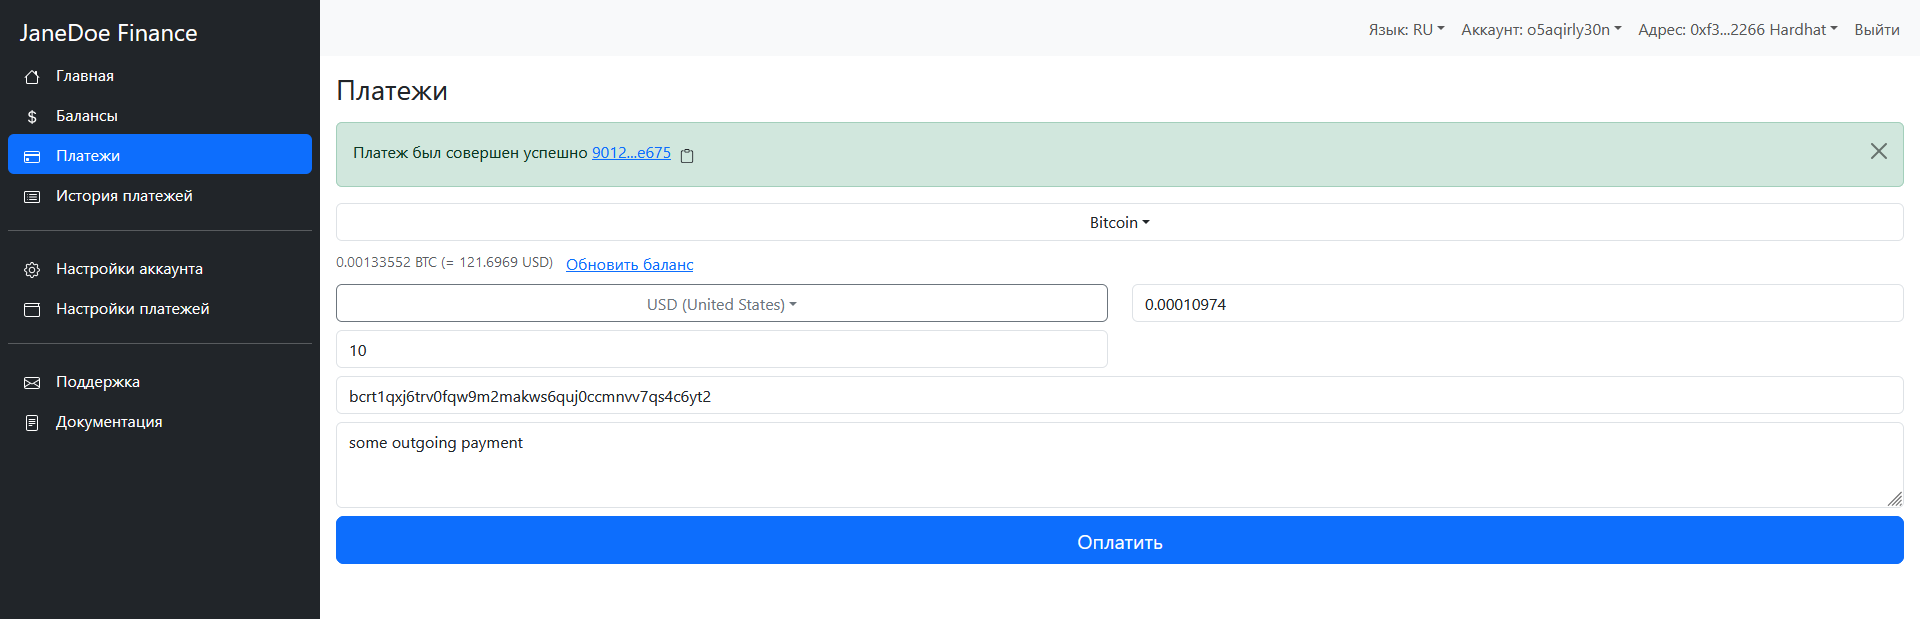 JaneDoe Finance
Главная
Балансы
Платежи
История платежей
Настройки аккаунта
Настройки платежей
Поддержка
Документация
Язык: RU Аккаунт: o5aqirly30n Адрес: 0xf3...2266 Hardhat Выйти
Платежи
Платеж был совершен успешно 9012...e675
Bitcoin
0.00133552 BTC (= 121.6969 USD) Обновить баланс
USD (United States) 0.00010974
10
bcrt1qxj6trv0fqw9m2makws6quj0ccmnvv7qs4c6yt2
some outgoing payment
Оплатить